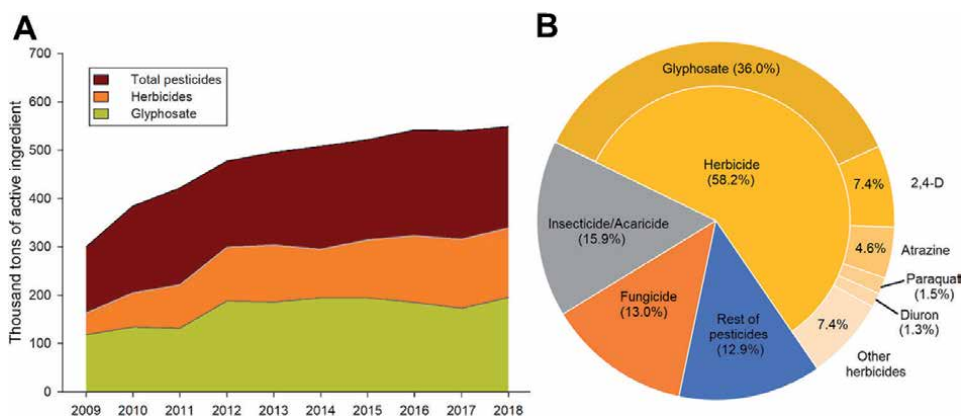 A
Thousand tons of active ingredient
700
600
500
400
300
200
100
0
Total pesticides
Herbicides
Glyphosate
2009 2010 2011 2012 2013 2014 2015 2016 2017 2018
B
Glyphosate (36.0%)
Herbicide
(58.2%)
7.4%
2,4-D
4.6%
Atrazine
Paraquat
(1.5%)
Diuron
(1.3%)
7.4%
Other
herbicides
Insecticide/Acaricide
(15.9%)
Fungicide
(13.0%)
Rest of
pesticides
(12.9%)